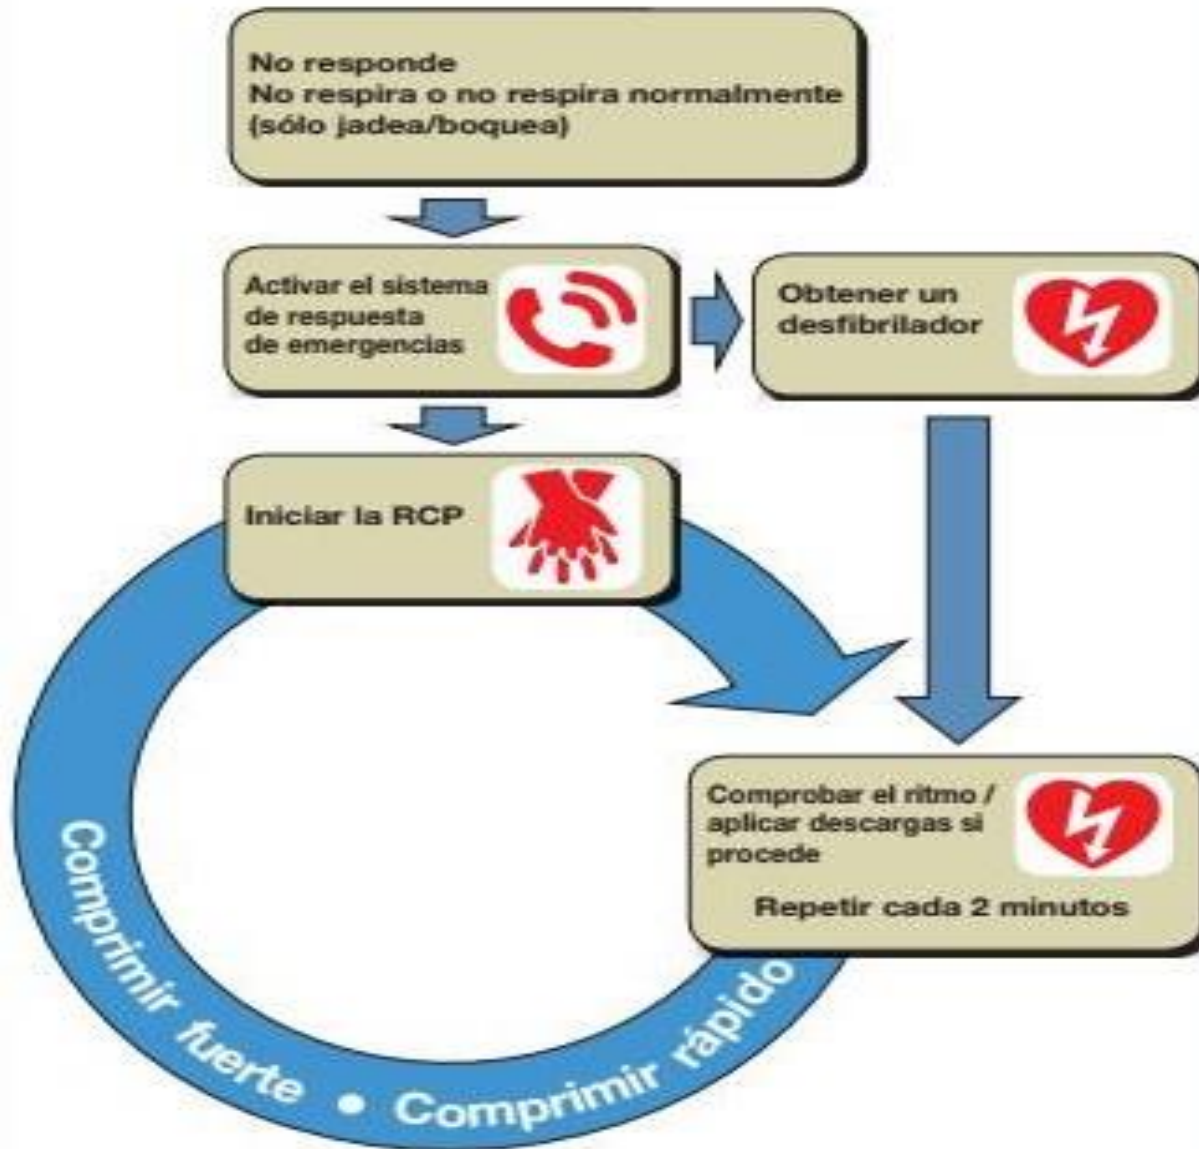 No responde
No respira o no respira normalmente
(sólo jadea/boquea)
Activar el sistema
de respuesta
de emergencias
Obtener un
desfibrilador
Iniciar la RCP
Comprobar el ritmo /
aplicar descargas si
procede
Repetir cada 2 minutos
Comprimir fuerte • Comprimir rápido